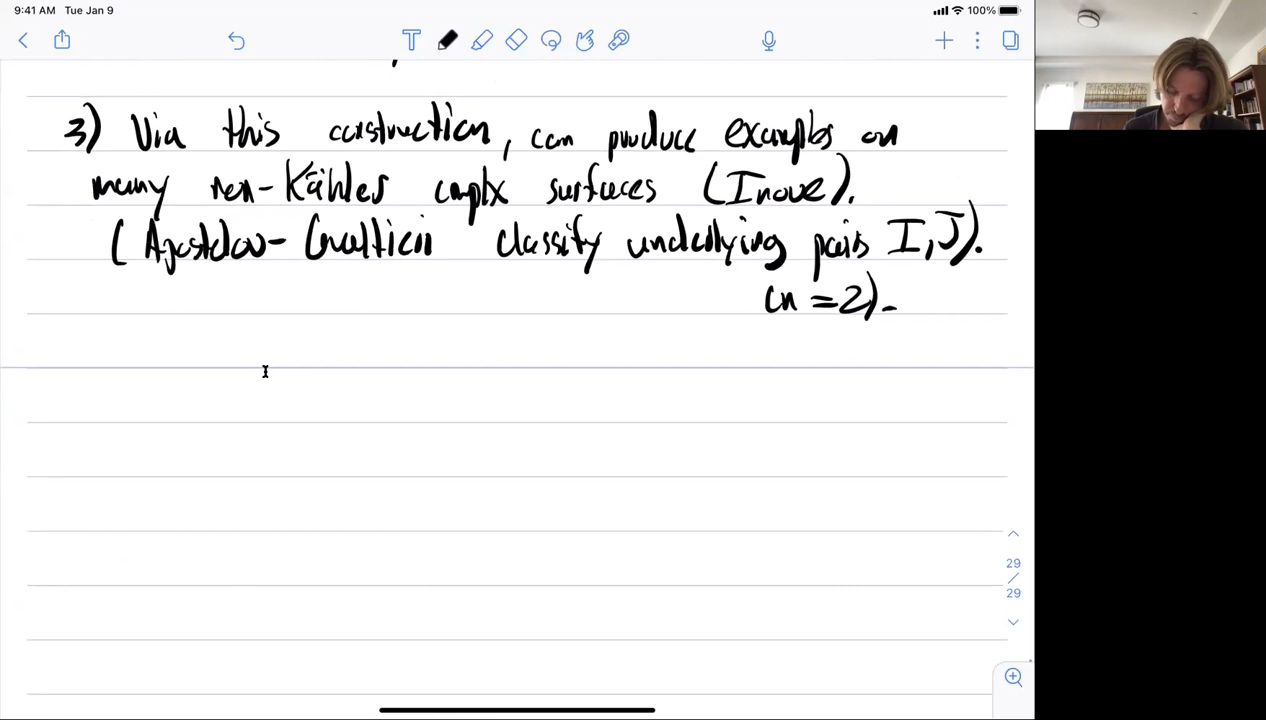 9:41 AM Tue Jan 9
100%
3) Via this construction, can produce examples on
many non-Kähler complx surfaces (Inoue).
(Apostolov-Gualtieri classify underlying pairs I, J).
(n=2).
29
29